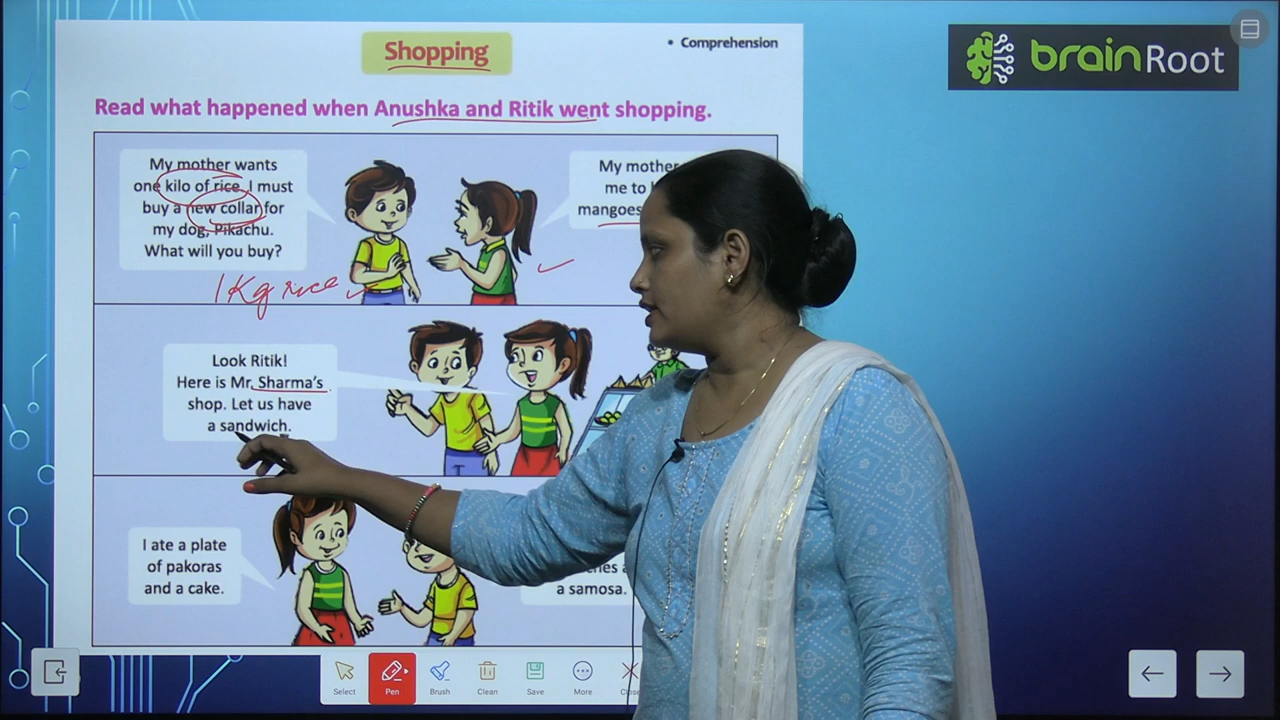 Shopping
• Comprehension
brainRoot
Read what happened when Anushka and Ritik went shopping.
My mother wants
one kilo of rice. I must
buy a new collar for
my dog, Pikachu.
What will you buy?
My mother
me to
mangoes
1 Kg rice
Look Ritik!
Here is Mr. Sharma's
shop. Let us have
a sandwich.
I ate a plate
of pakoras
and a cake.
a samosa.
Select
Pen
Brush
Clean
Save
More